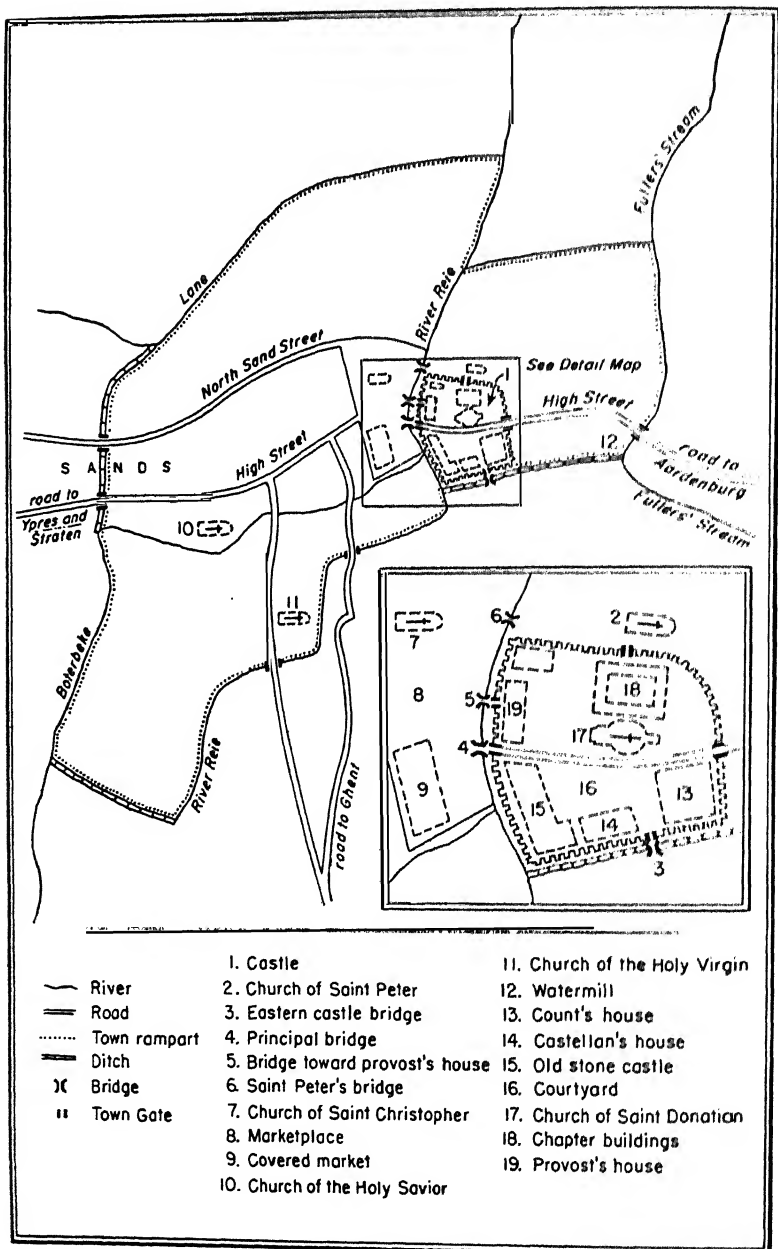 Fullers' Stream
Lane
River Reie
North Sand Street
See Detail Map
1
High Street
High Street
SANDS
12
road to
Aardenburg
road to
Ypres and
Straten
10
Fullers' Stream
11
6
2
7
Boterbeke
8
5
19
18
17
4
River Reie
road to Ghent
9
16
15
13
14
3
River
Road
Town rampart
Ditch
Bridge
Town Gate
1. Castle
2. Church of Saint Peter
3. Eastern castle bridge
4. Principal bridge
5. Bridge toward provost's house
6. Saint Peter's bridge
7. Church of Saint Christopher
8. Marketplace
9. Covered market
10. Church of the Holy Savior
11. Church of the Holy Virgin
12. Watermill
13. Count's house
14. Castellan's house
15. Old stone castle
16. Courtyard
17. Church of Saint Donatian
18. Chapter buildings
19. Provost's house